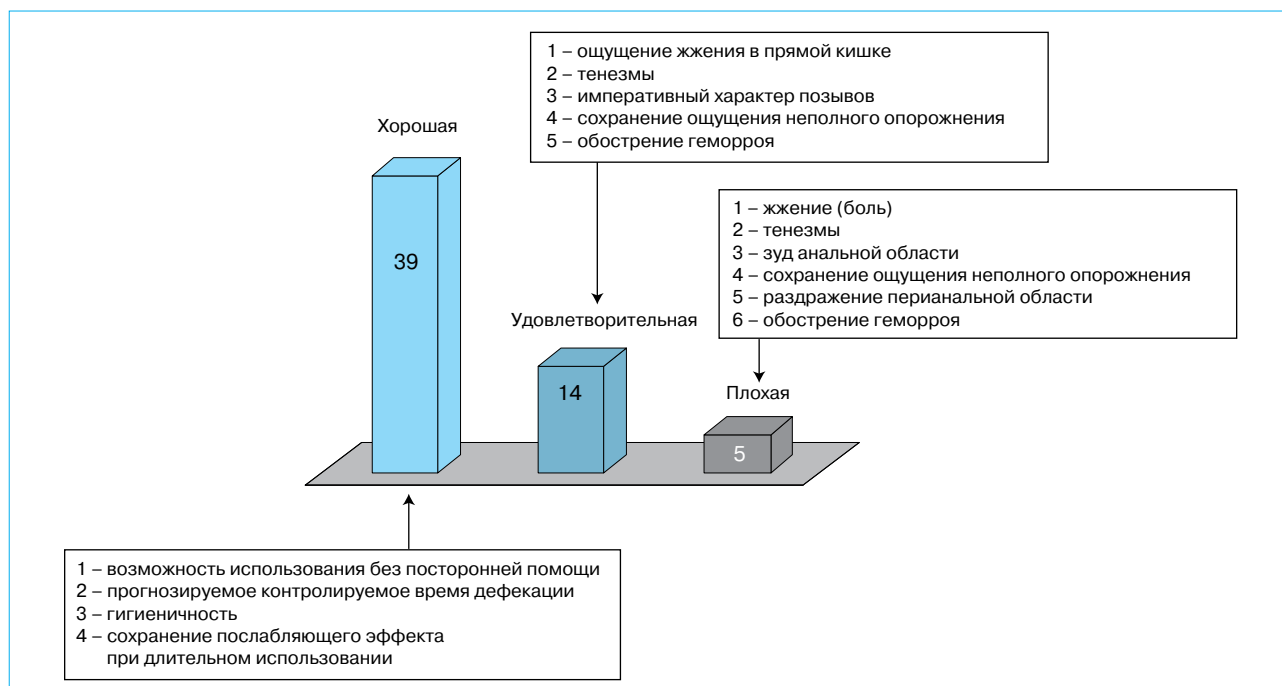 1 – ощущение жжения в прямой кишке
2 – тенезмы
3 – императивный характер позывов
4 – сохранение ощущения неполного опорожнения
5 – обострение геморроя
Хорошая
1 – жжение (боль)
2 – тенезмы
3 – зуд анальной области
4 – сохранение ощущения неполного опорожнения
5 – раздражение перианальной области
6 – обострение геморроя
39
Удовлетворительная
14
Плохая
5
1 – возможность использования без посторонней помощи
2 – прогнозируемое контролируемое время дефекации
3 – гигиеничность
4 – сохранение послабляющего эффекта
при длительном использовании